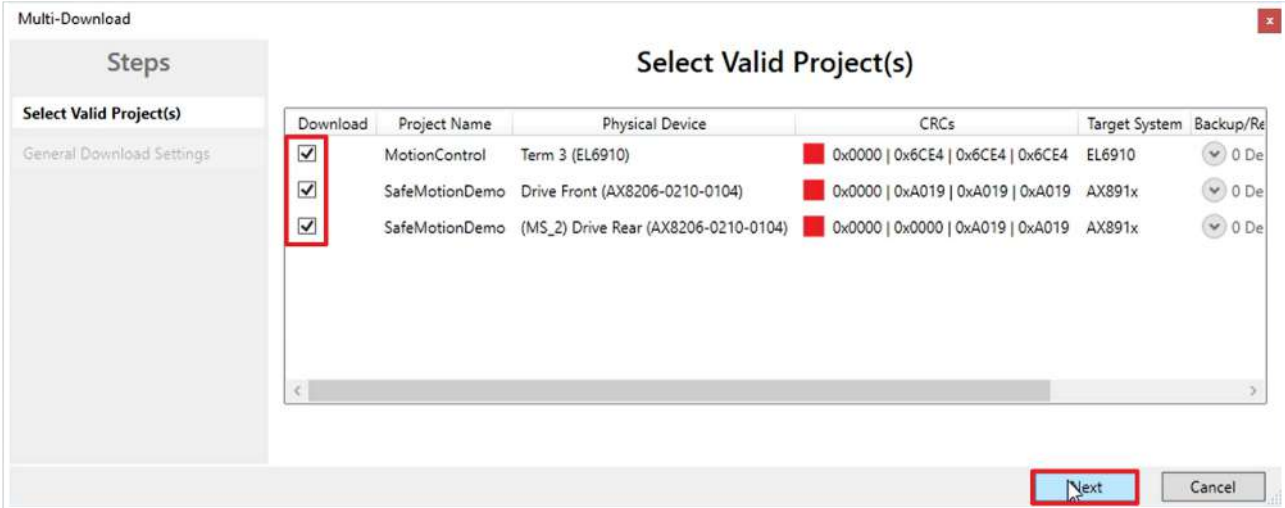 Multi-Download
x
Steps
Select Valid Project(s)
Select Valid Project(s)
General Download Settings
Download Project Name Physical Device CRCs Target System Backup/Re
MotionControl Term 3 (EL6910) 0x0000 | 0x6CE4 | 0x6CE4 | 0x6CE4 EL6910 0 De
SafeMotionDemo Drive Front (AX8206-0210-0104) 0x0000 | 0xA019 | 0xA019 | 0xA019 AX891x 0 De
SafeMotionDemo (MS_2) Drive Rear (AX8206-0210-0104) 0x0000 | 0x0000 | 0xA019 | 0xA019 AX891x 0 De
Next Cancel